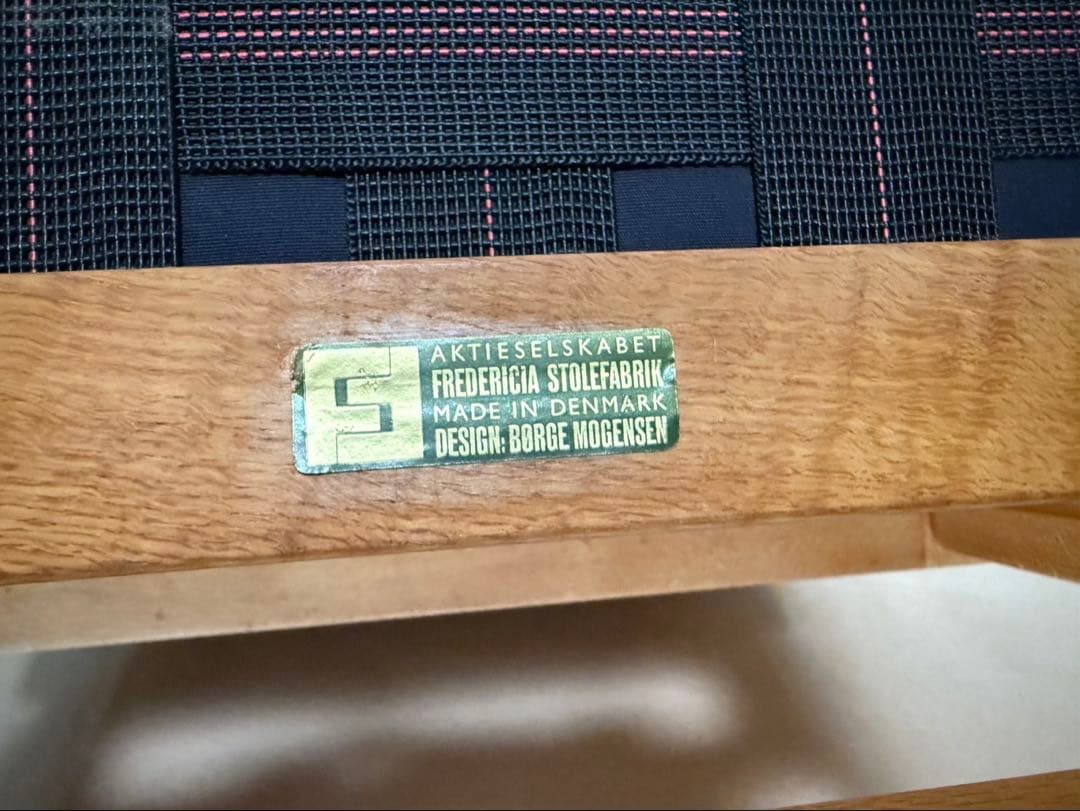 AKTIESELSKABET
FREDERICIA STOLEFABRIK
MADE IN DENMARK
DESIGN: BØRGE MOGENSEN